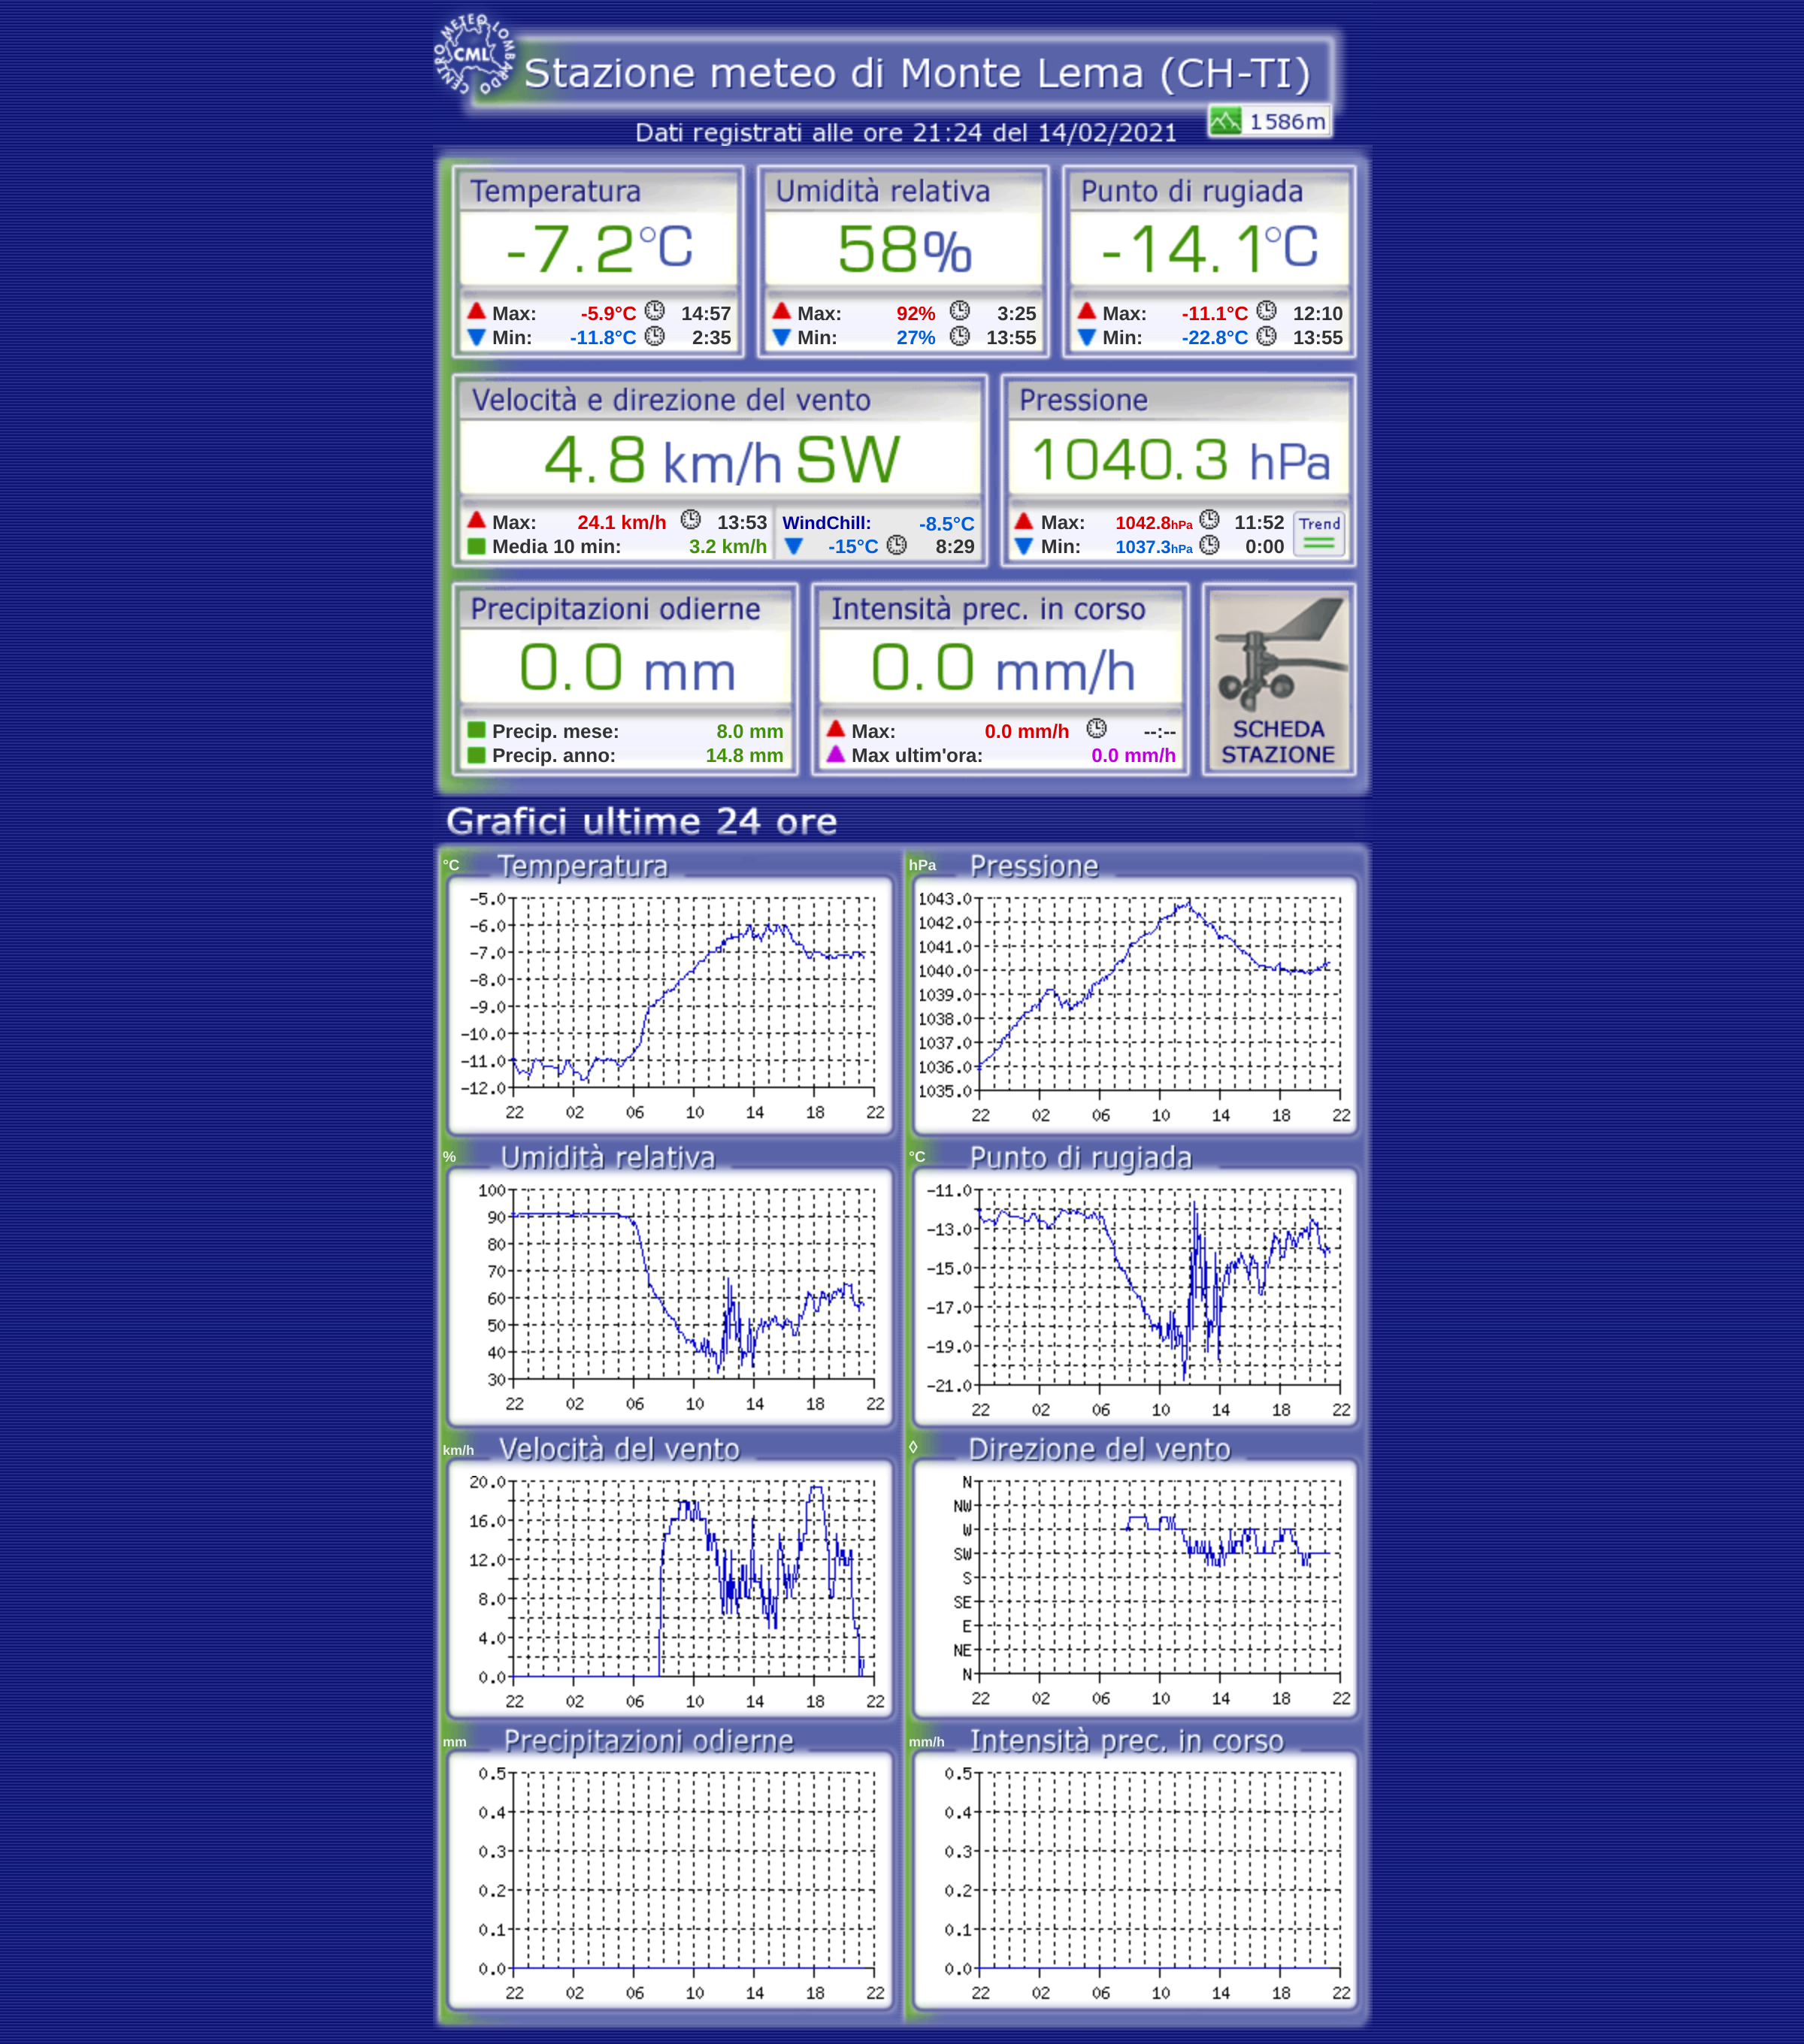 CENTRO METEO LOMBARDO
CML
Stazione meteo di Monte Lema (CH-TI)
1586m
Dati registrati alle ore 21:24 del 14/02/2021
Temperatura Umidità relativa Punto di rugiada
-7.2°C 58% -14.1°C
Max: -5.9°C 14:57 Max: 92% 3:25 Max: -11.1°C 12:10
Min: -11.8°C 2:35 Min: 27% 13:55 Min: -22.8°C 13:55
Velocità e direzione del vento Pressione
4.8 km/h SW 1040.3 hPa
Max: 24.1 km/h 13:53 WindChill: -8.5°C Max: 1042.8hPa 11:52 Trend
Media 10 min: 3.2 km/h -15°C 8:29 Min: 1037.3hPa 0:00
Precipitazioni odierne Intensità prec. in corso
0.0 mm 0.0 mm/h
Precip. mese: 8.0 mm Max: 0.0 mm/h --:-- SCHEDA
Precip. anno: 14.8 mm Max ultim'ora: 0.0 mm/h STAZIONE
Grafici ultime 24 ore
°C Temperatura
-5.0
-6.0
-7.0
-8.0
-9.0
-10.0
-11.0
-12.0
22 02 06 10 14 18 22
hPa Pressione
1043.0
1042.0
1041.0
1040.0
1039.0
1038.0
1037.0
1036.0
1035.0
22 02 06 10 14 18 22
% Umidità relativa
100
90
80
70
60
50
40
30
22 02 06 10 14 18 22
°C Punto di rugiada
-11.0
-13.0
-15.0
-17.0
-19.0
-21.0
22 02 06 10 14 18 22
km/h Velocità del vento
20.0
16.0
12.0
8.0
4.0
0.0
22 02 06 10 14 18 22
◊ Direzione del vento
N
NW
W
SW
S
SE
E
NE
N
22 02 06 10 14 18 22
mm Precipitazioni odierne
0.5
0.4
0.3
0.2
0.1
0.0
22 02 06 10 14 18 22
mm/h Intensità prec. in corso
0.5
0.4
0.3
0.2
0.1
0.0
22 02 06 10 14 18 22